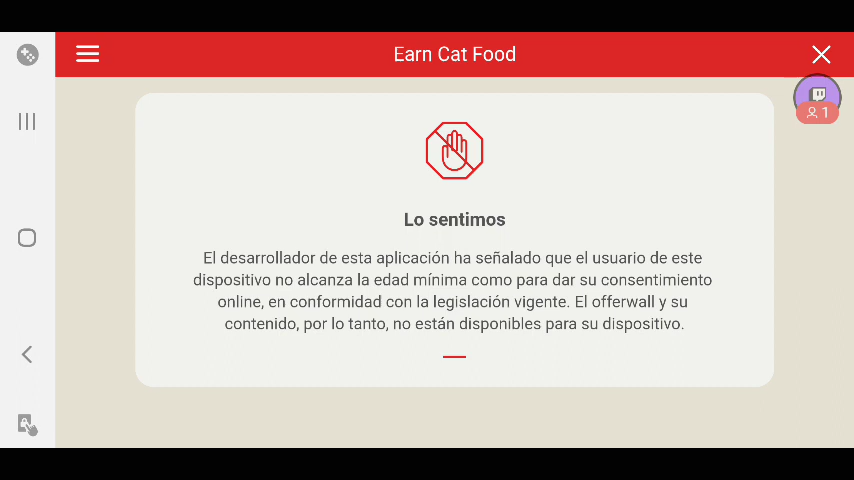 Earn Cat Food
1
Lo sentimos
El desarrollador de esta aplicación ha señalado que el usuario de este
dispositivo no alcanza la edad mínima como para dar su consentimiento
online, en conformidad con la legislación vigente. El offerwall y su
contenido, por lo tanto, no están disponibles para su dispositivo.